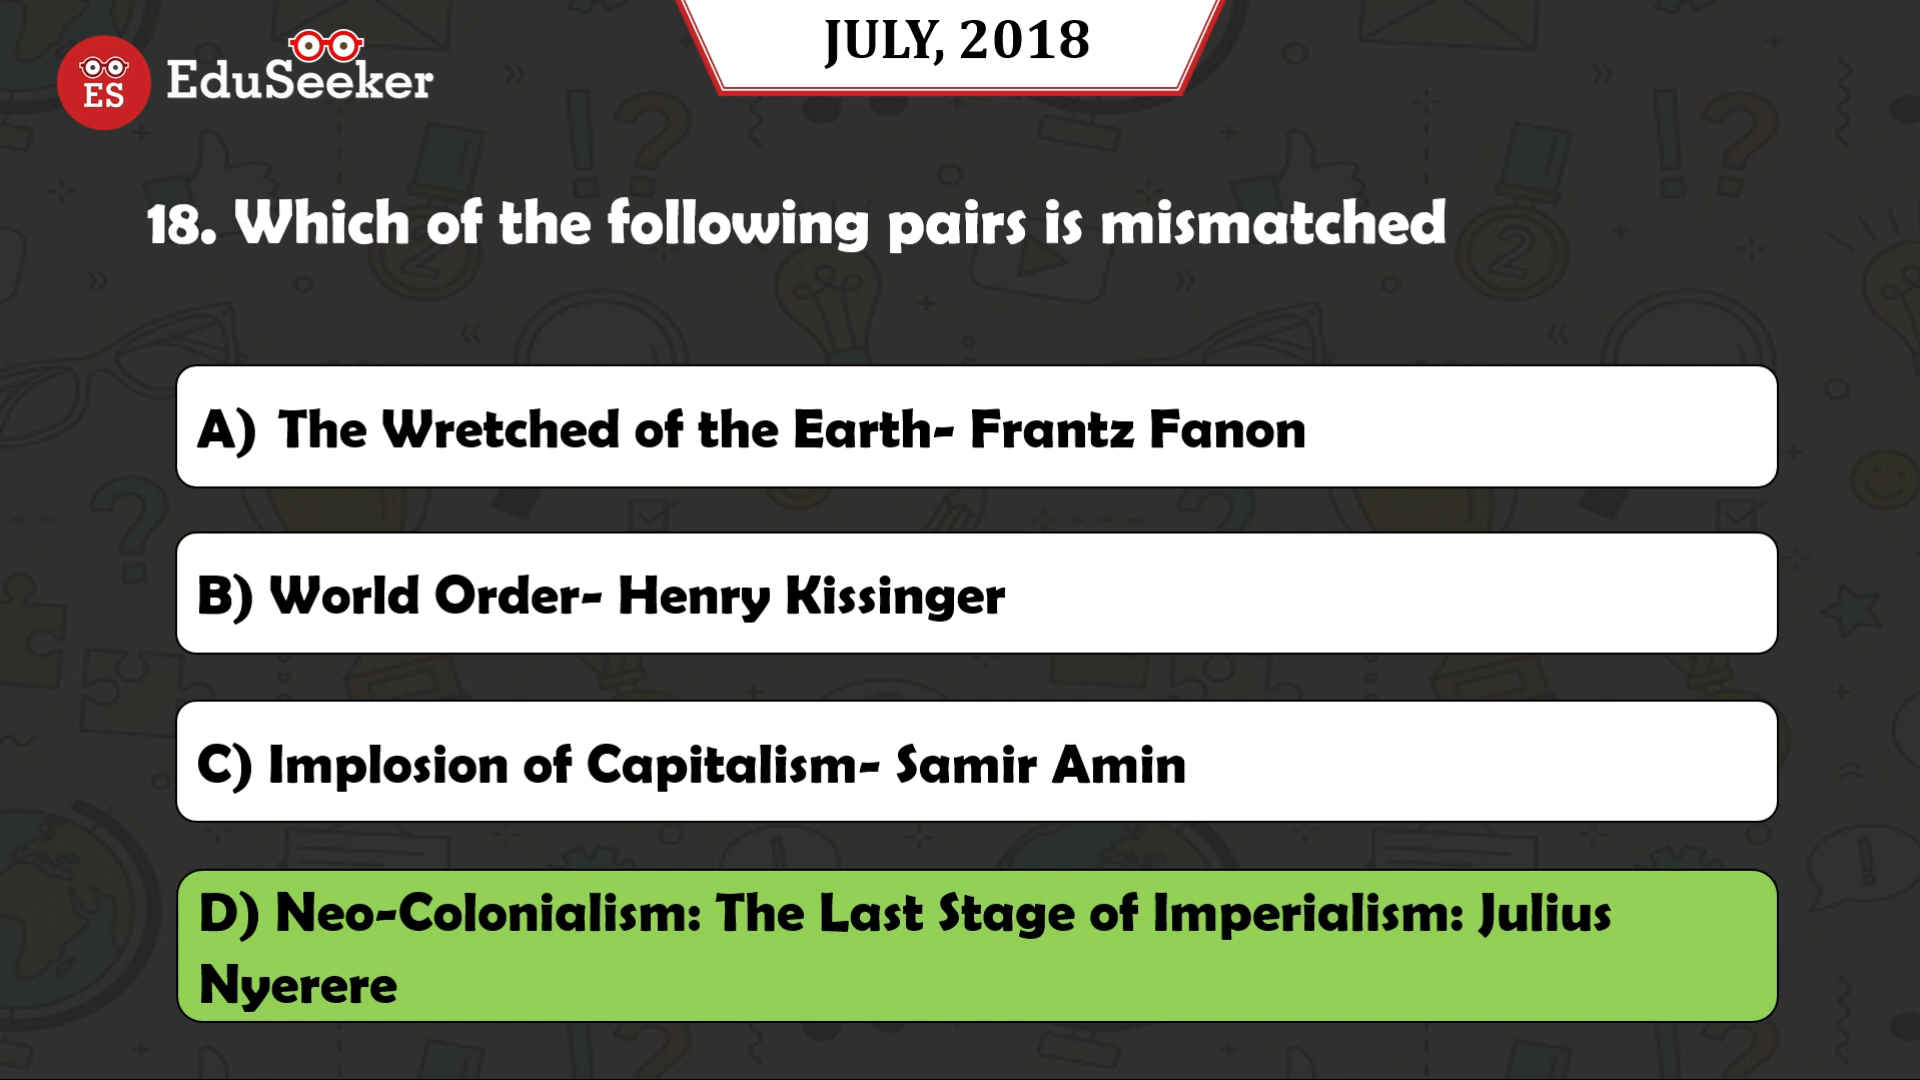 JULY, 2018
ES
EduSeeker
18. Which of the following pairs is mismatched
A) The Wretched of the Earth- Frantz Fanon
B) World Order- Henry Kissinger
C) Implosion of Capitalism- Samir Amin
D) Neo-Colonialism: The Last Stage of Imperialism: Julius
Nyerere